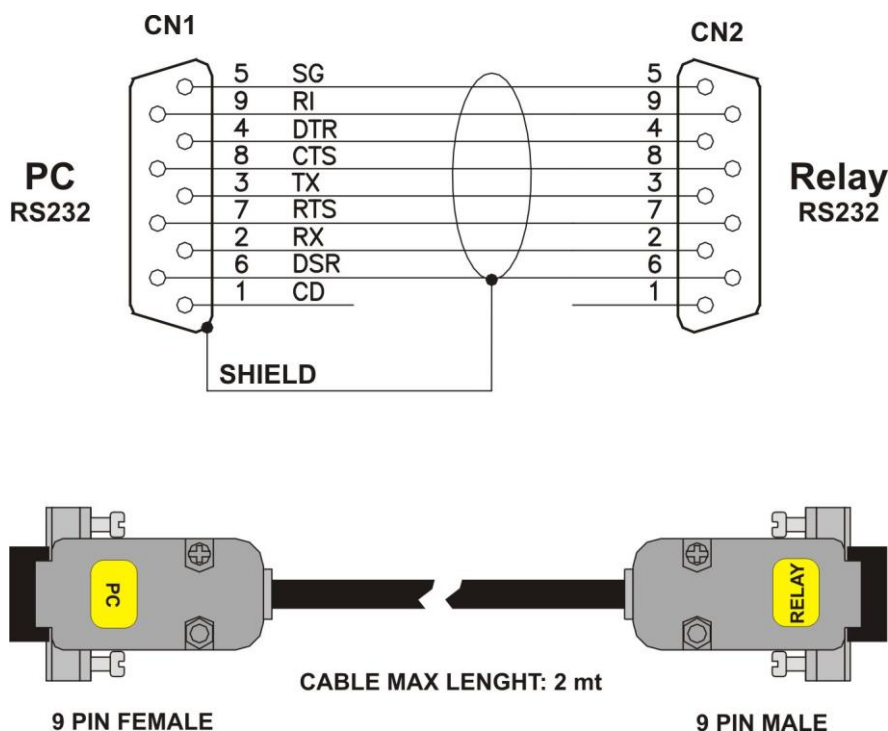 CN1
CN2
5 SG 5
9 RI 9
4 DTR 4
8 CTS 8
3 TX 3
7 RTS 7
2 RX 2
6 DSR 6
1 CD 1
PC
RS232
Relay
RS232
SHIELD
PC
RELAY
CABLE MAX LENGHT: 2 mt
9 PIN FEMALE
9 PIN MALE